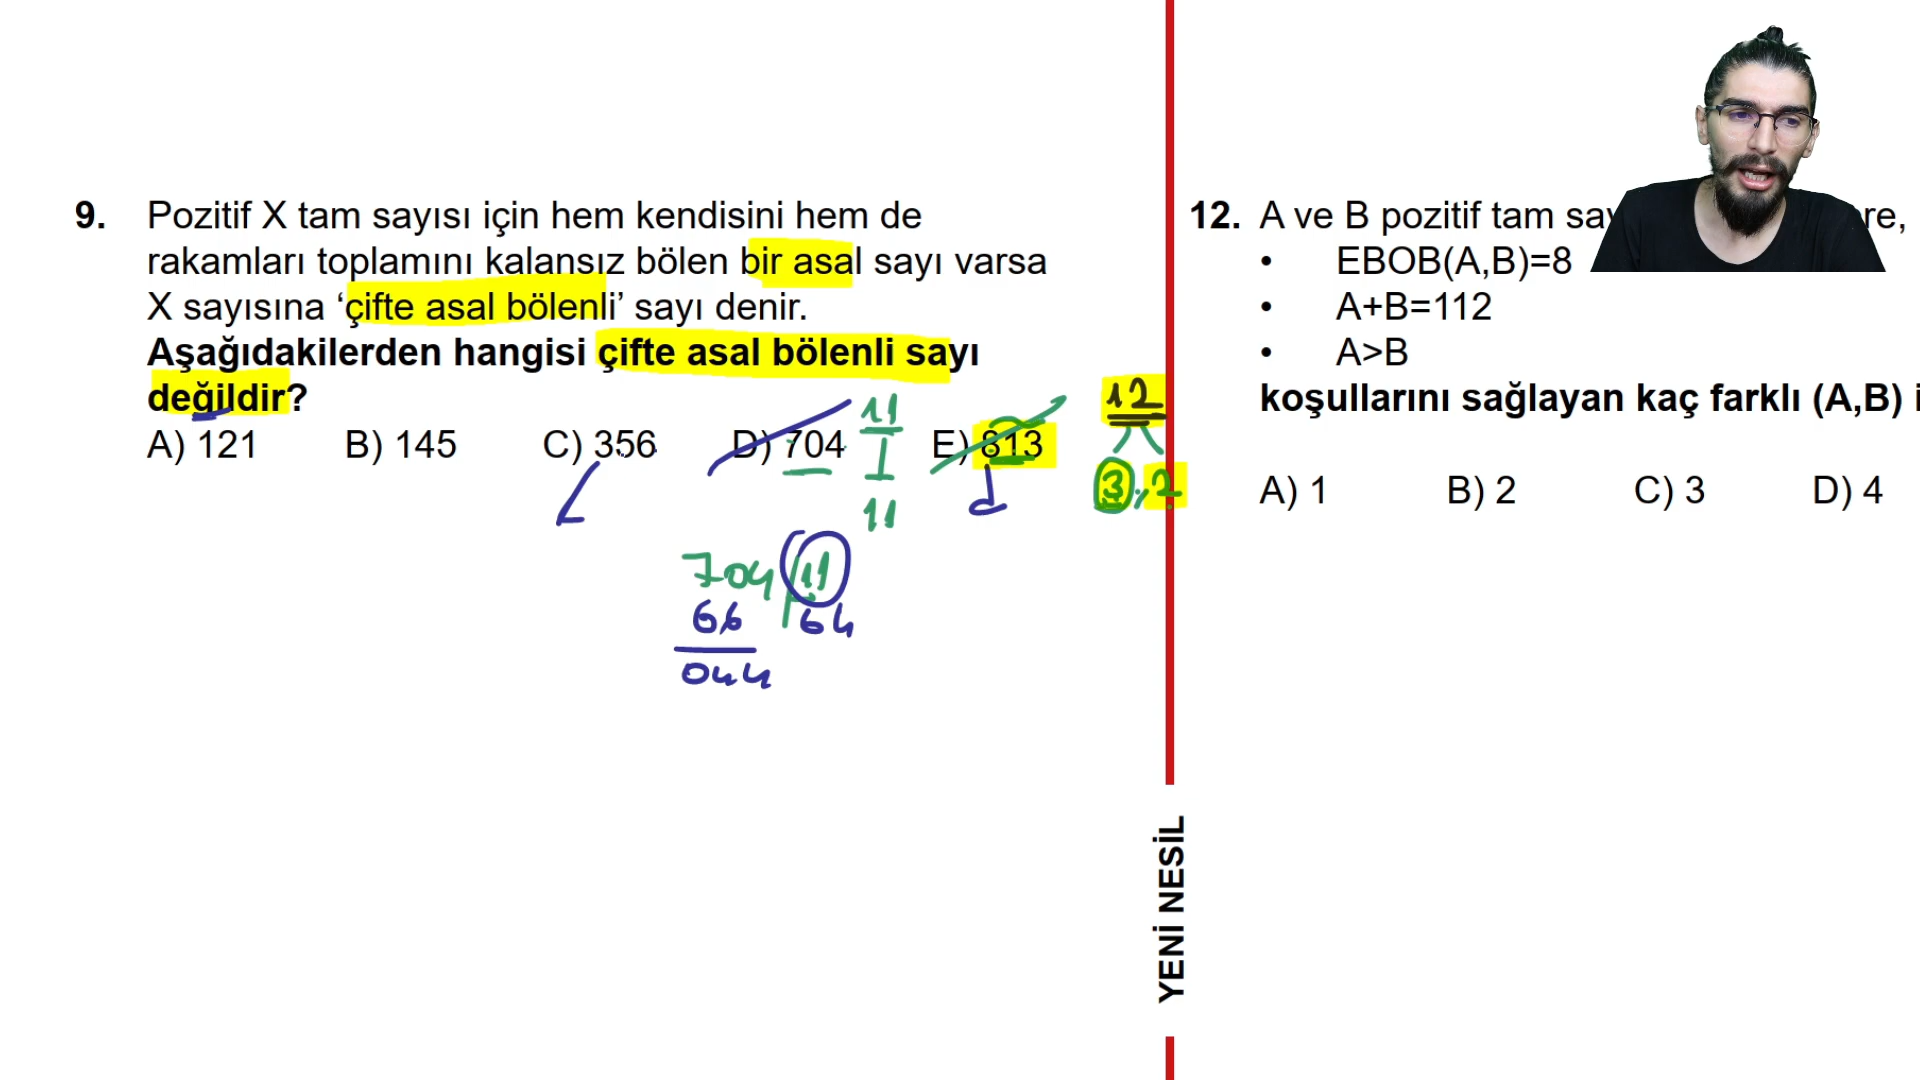 9. Pozitif X tam sayısı için hem kendisini hem de
rakamları toplamını kalansız bölen bir asal sayı varsa
X sayısına ‘çifte asal bölenli’ sayı denir.
Aşağıdakilerden hangisi çifte asal bölenli sayı
değildir?
A) 121 B) 145 C) 356 D) 704 E) 813
11
11
12
3, 2
704 11
66 64
044
12. A ve B pozitif tam re,
• EBOB(A,B)=8
• A+B=112
• A>B
koşullarını sağlayan kaç farklı (A,B)
A) 1 B) 2 C) 3 D) 4
YENİ NESİL